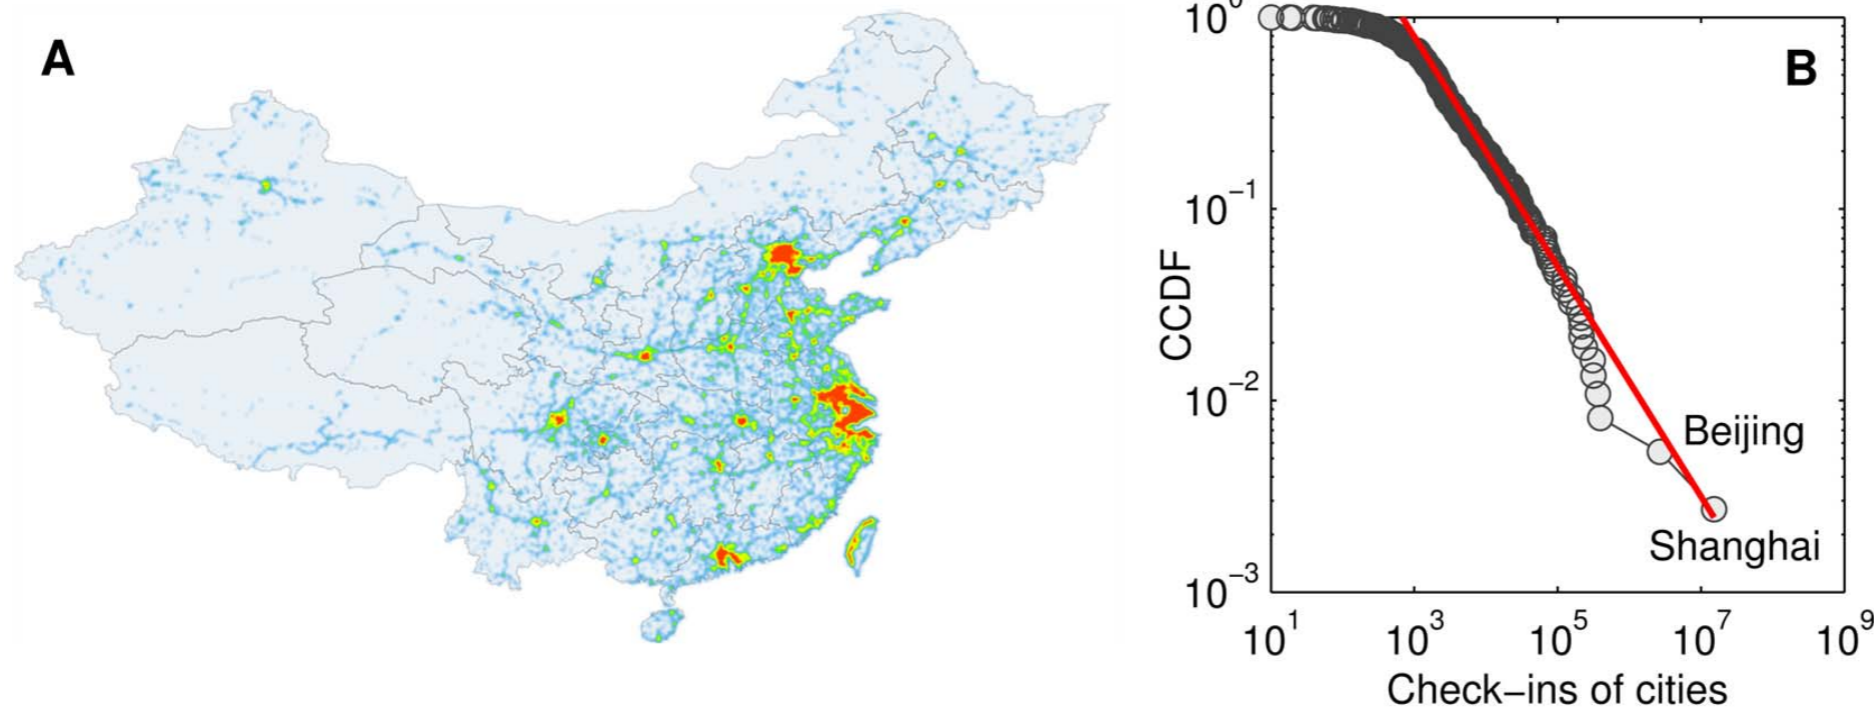 A
B
10^0
10^−1
10^−2
10^−3
CCDF
Beijing
Shanghai
10^1 10^3 10^5 10^7 10^9
Check−ins of cities